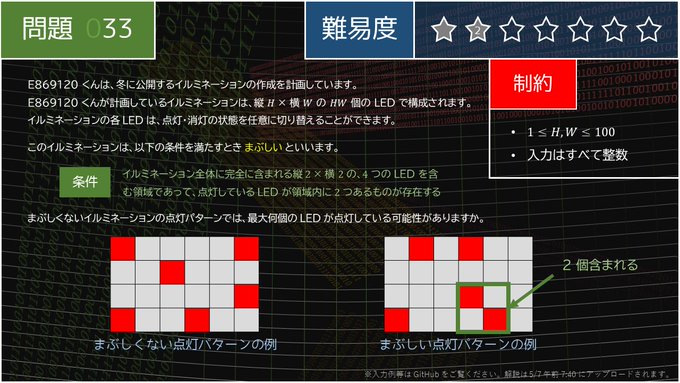 問題 033
難易度
2
E869120 くんは、冬に公開するイルミネーションの作成を計画しています。
E869120 くんが計画しているイルミネーションは、縦 H × 横 W の HW 個の LED で構成されます。
イルミネーションの各 LED は、点灯・消灯の状態を任意に切り替えることができます。
このイルミネーションは、以下の条件を満たすとき まぶしい といいます。
条件
イルミネーション全体に完全に含まれる縦 2 × 横 2 の、4 つの LED を含
む領域であって、点灯している LED が領域内に 2 つあるものが存在する
まぶしくないイルミネーションの点灯パターンでは、最大何個の LED が点灯している可能性がありますか。
制約
• 1 ≤ H, W ≤ 100
• 入力はすべて整数
2 個含まれる
まぶしくない点灯パターンの例
まぶしい点灯パターンの例
※入力例等は GitHub をご覧ください。解説は 5/7 午前 7:40 にアップロードされます。